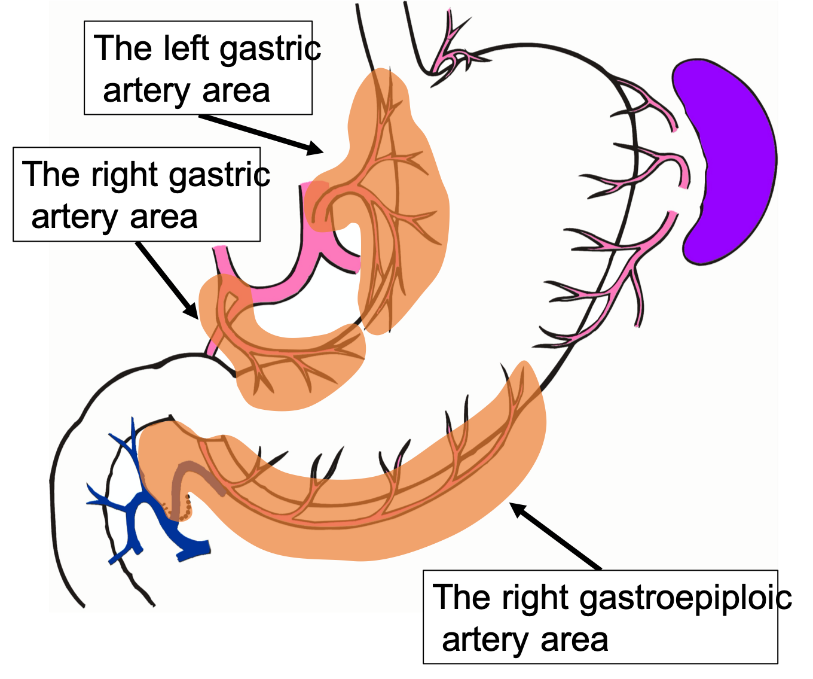 The left gastric
artery area
The right gastric
artery area
The right gastroepiploic
artery area